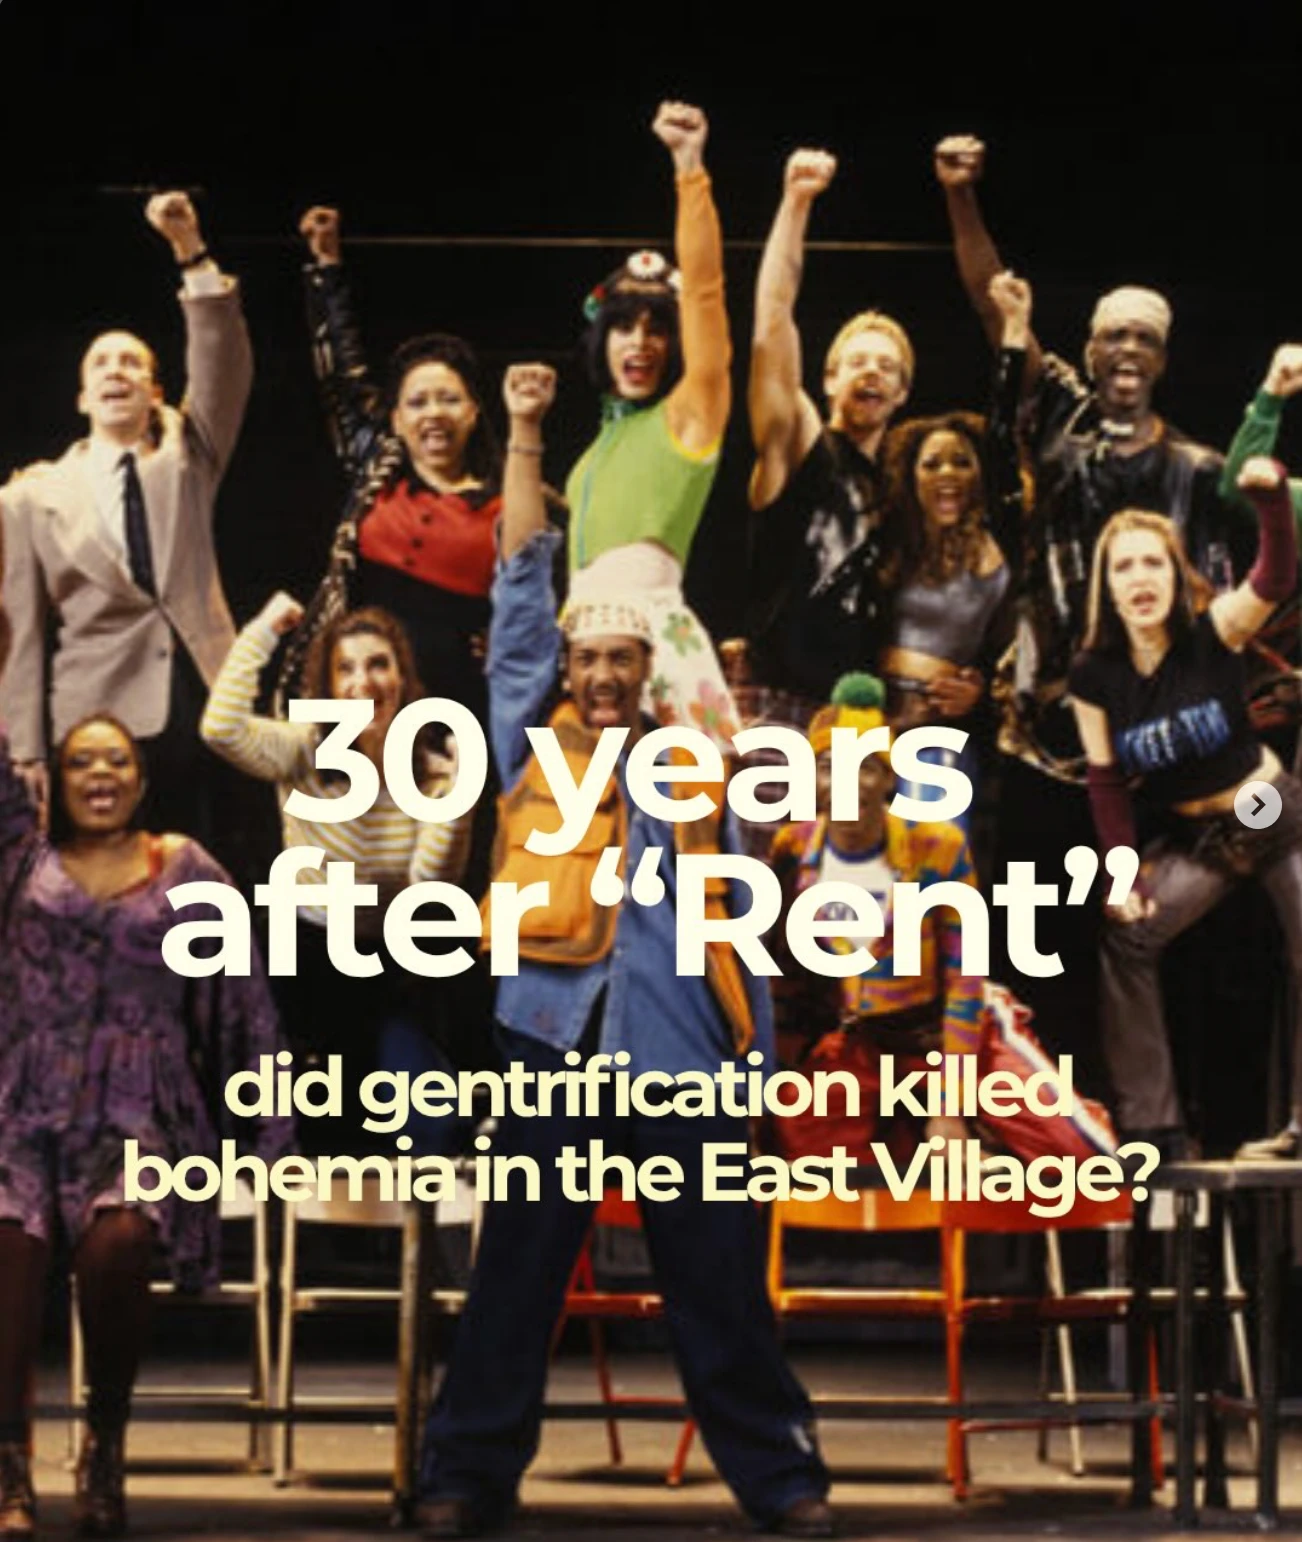 30 years
after “Rent”
did gentrification killed
bohemia in the East Village?